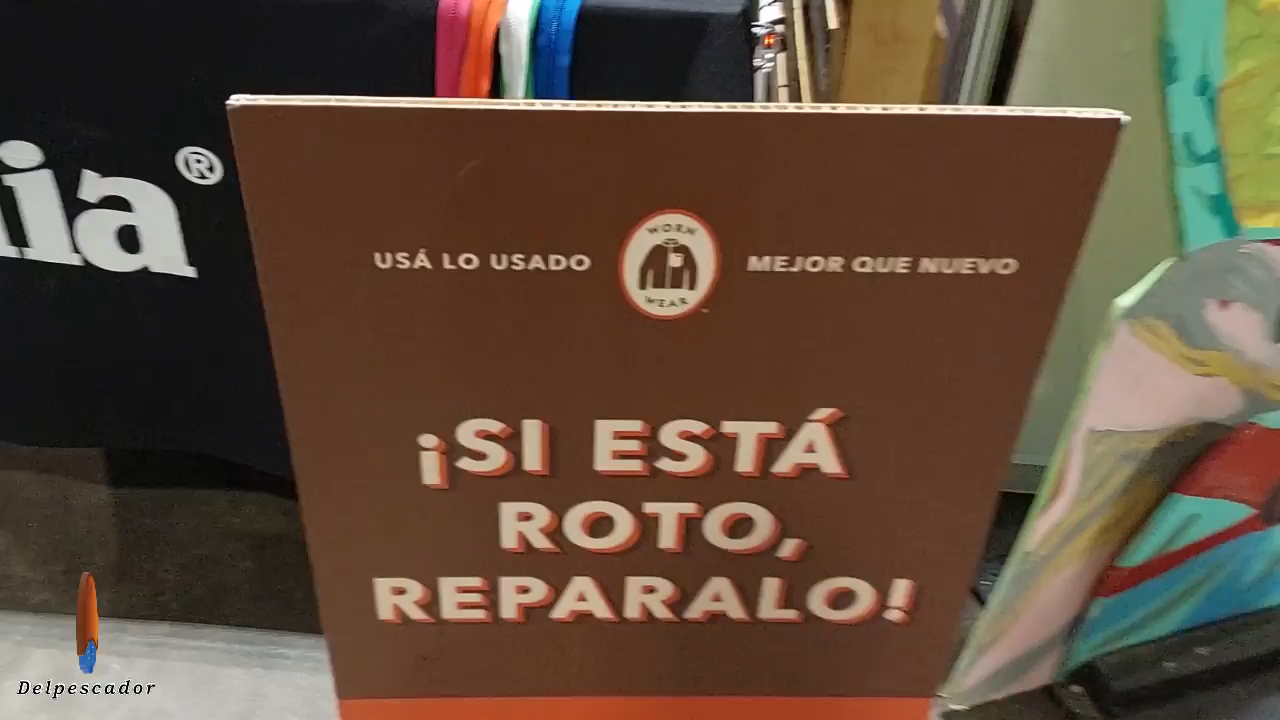 ia®
USÁ LO USADO
WORN
WEAR
MEJOR QUE NUEVO
¡SI ESTÁ
ROTO,
REPARALO!
Delpescador